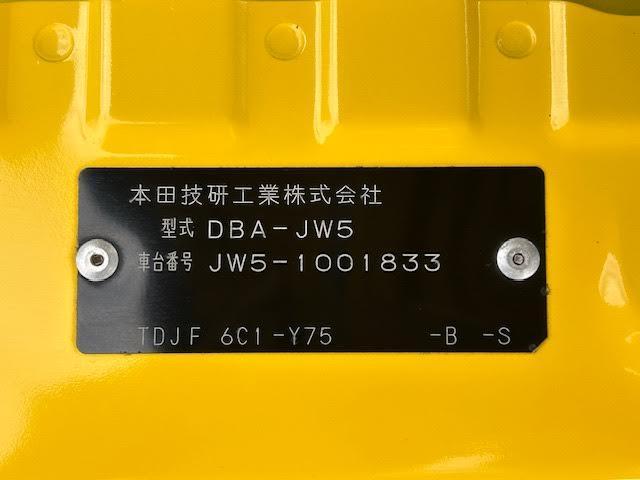 本田技研工業株式会社
型式 DBA-JW5
車台番号 JW5-1001833
TDJF 6C1-Y75 -B -S